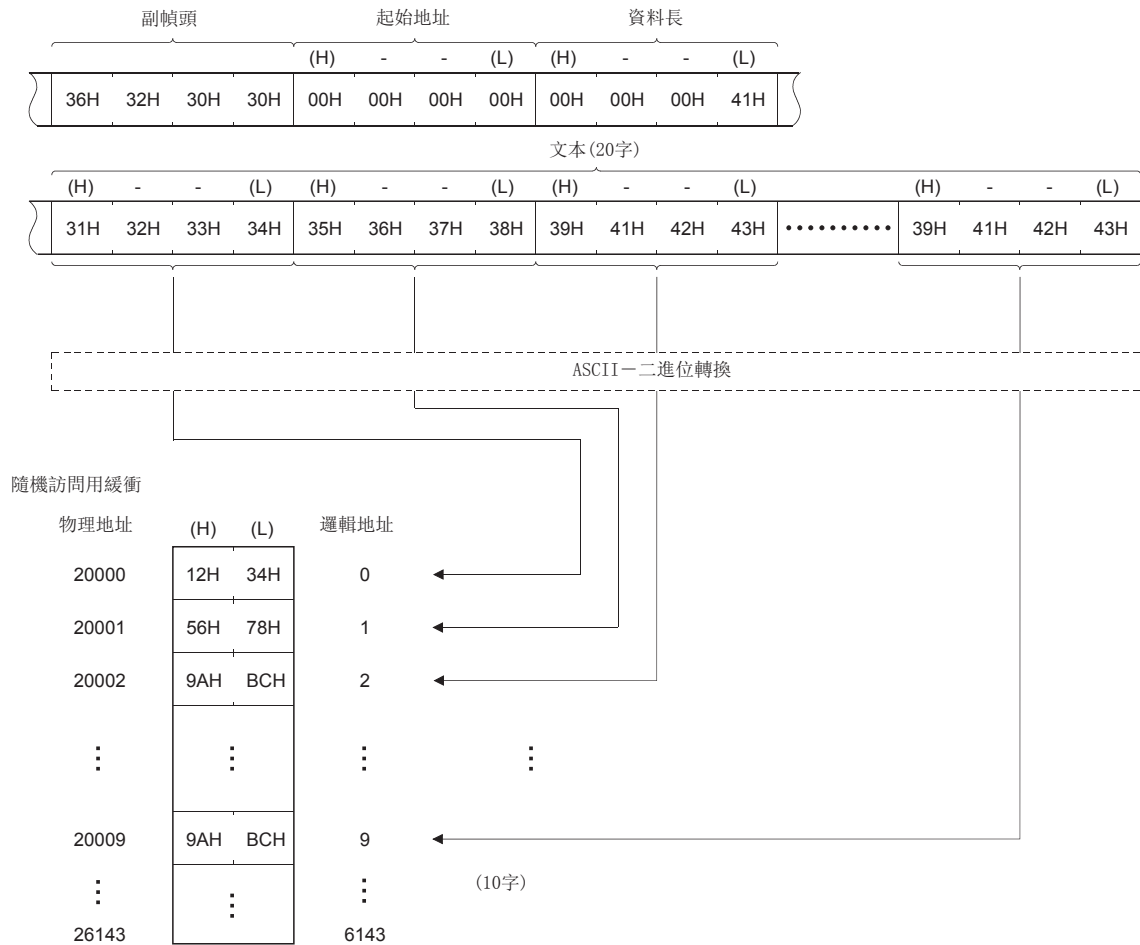 副幀頭 起始地址 資料長
(H) - - (L) (H) - - (L)
36H 32H 30H 30H 00H 00H 00H 00H 00H 00H 00H 41H
文本(20字)
(H) - - (L) (H) - - (L) (H) - - (L) (H) - - (L)
31H 32H 33H 34H 35H 36H 37H 38H 39H 41H 42H 43H •••••••••• 39H 41H 42H 43H
ASCII－二進位轉換
隨機訪問用緩衝
物理地址 (H) (L) 邏輯地址
20000 12H 34H 0
20001 56H 78H 1
20002 9AH BCH 2
⋮ ⋮ ⋮ ⋮
20009 9AH BCH 9
(10字)
⋮ ⋮ ⋮
26143 6143